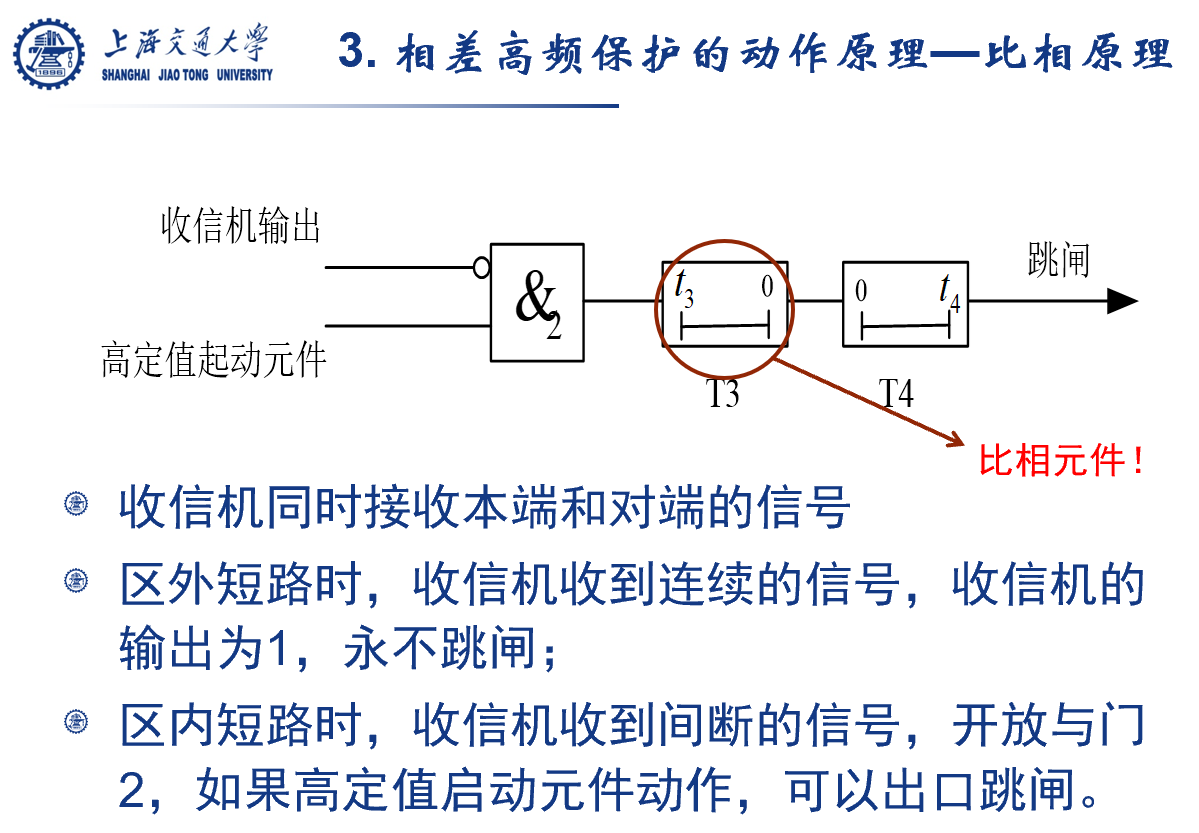 上海交通大学
SHANGHAI JIAO TONG UNIVERSITY
1896
3. 相差高频保护的动作原理—比相原理
收信机输出
高定值起动元件
&2
t3 0
T3
0 t4
T4
跳闸
比相元件！
收信机同时接收本端和对端的信号
区外短路时，收信机收到连续的信号，收信机的
输出为1，永不跳闸；
区内短路时，收信机收到间断的信号，开放与门
2，如果高定值启动元件动作，可以出口跳闸。